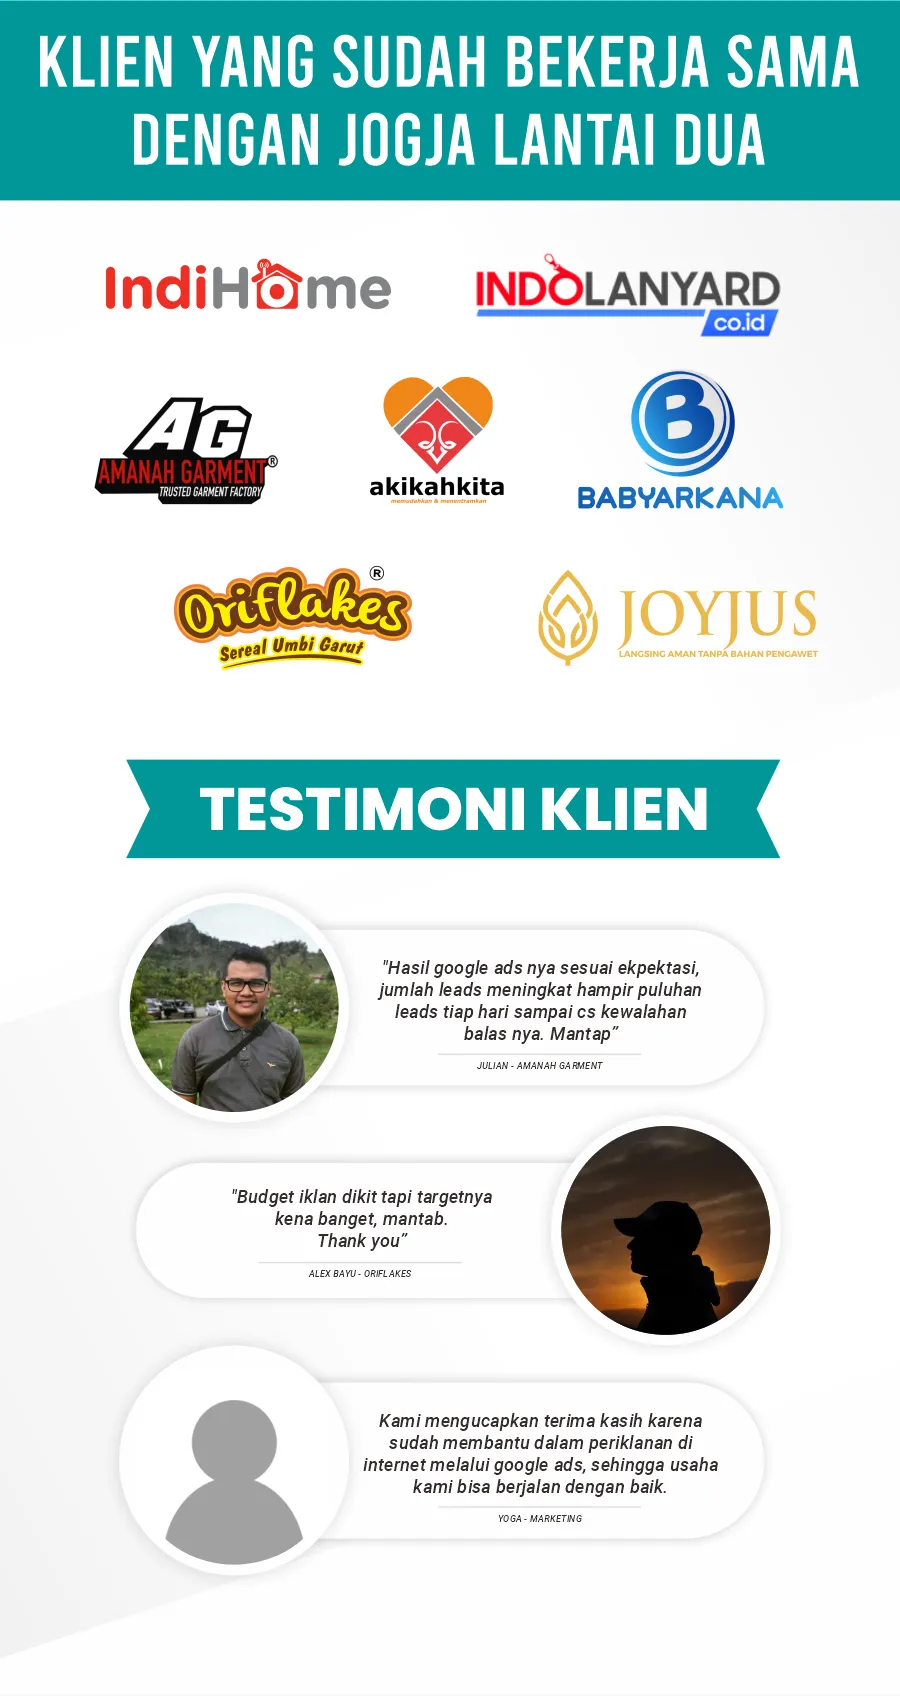 KLIEN YANG SUDAH BEKERJA SAMA
DENGAN JOGJA LANTAI DUA
IndiHome
INDOLANYARD
co.id
AG
AMANAH GARMENT®
TRUSTED GARMENT FACTORY
akikahkita
memudahkan & menentramkan
B
BABYARKANA
Oriflakes®
Sereal Umbi Garut
JOYJUS
LANGSING AMAN TANPA BAHAN PENGAWET
TESTIMONI KLIEN
"Hasil google ads nya sesuai ekpektasi,
jumlah leads meningkat hampir puluhan
leads tiap hari sampai cs kewalahan
balas nya. Mantap”
JULIAN - AMANAH GARMENT
"Budget iklan dikit tapi targetnya
kena banget, mantab.
Thank you”
ALEX BAYU - ORIFLAKES
Kami mengucapkan terima kasih karena
sudah membantu dalam periklanan di
internet melalui google ads, sehingga usaha
kami bisa berjalan dengan baik.
YOGA - MARKETING